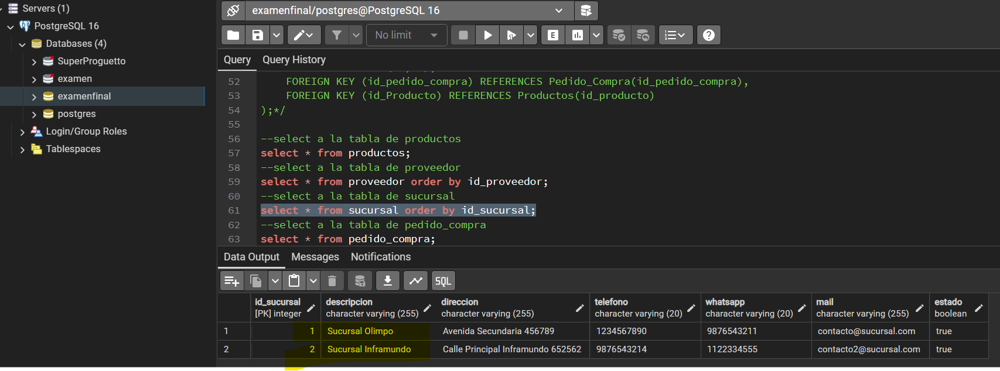 Servers (1)
PostgreSQL 16
Databases (4)
SuperProguetto
examen
examenfinal
postgres
Login/Group Roles
Tablespaces
examenfinal/postgres@PostgreSQL 16
No limit
E
?
Query Query History
52 FOREIGN KEY (id_pedido_compra) REFERENCES Pedido_Compra(id_pedido_compra),
53 FOREIGN KEY (id_Producto) REFERENCES Productos(id_producto)
54 );*/
55
56 --select a la tabla de productos
57 select * from productos;
58 --select a la tabla de proveedor
59 select * from proveedor order by id_proveedor;
60 --select a la tabla de sucursal
61 select * from sucursal order by id_sucursal;
62 --select a la tabla de pedido_compra
63 select * from pedido_compra;
Data Output Messages Notifications
SQL
id_sucursal descripcion direccion telefono whatsapp mail estado
[PK] integer character varying (255) character varying (255) character varying (20) character varying (20) character varying (255) boolean
1 1 Sucursal Olimpo Avenida Secundaria 456789 1234567890 9876543211 contacto@sucursal.com true
2 2 Sucursal Inframundo Calle Principal Inframundo 652562 9876543214 1122334555 contacto2@sucursal.com true